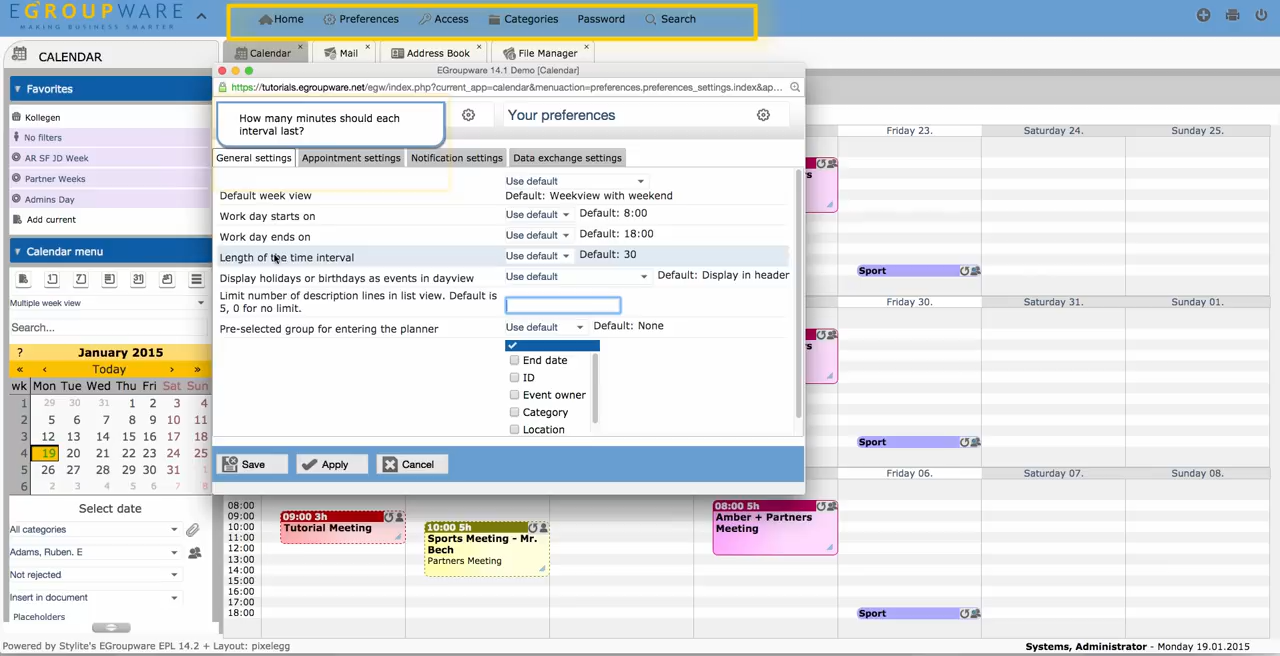 EGROUPWARE
MAKING BUSINESS SMARTER
Home Preferences Access Categories Password Search
CALENDAR
Calendar × Mail × Address Book × File Manager ×
Favorites
Kollegen
No filters
AR SF JD Week
Partner Weeks
Admins Day
Add current
Calendar menu
Multiple week view
Search...
? January 2015
« ‹ Today › »
wk Mon Tue Wed Thu Fri Sat Sun
1 29 30 31 1 2 3 4
2 5 6 7 8 9 10 11
3 12 13 14 15 16 17 18
4 19 20 21 22 23 24 25
5 26 27 28 29 30 31 1
6 2 3 4 5 6 7 8
Select date
All categories
Adams, Ruben. E
Not rejected
Insert in document
Placeholders
EGroupware 14.1 Demo [Calendar]
https://tutorials.egroupware.net/egw/index.php?current_app=calendar&menuaction=preferences.preferences_settings.index&ap...
How many minutes should each
interval last?
Your preferences
General settings Appointment settings Notification settings Data exchange settings
Use default
Default week view Default: Weekview with weekend
Work day starts on Use default Default: 8:00
Work day ends on Use default Default: 18:00
Length of the time interval Use default Default: 30
Display holidays or birthdays as events in dayview Use default Default: Display in header
Limit number of description lines in list view. Default is
5, 0 for no limit.
Pre-selected group for entering the planner Use default Default: None
End date
ID
Event owner
Category
Location
Save Apply Cancel
Friday 23. Saturday 24. Sunday 25.
s
Sport
Friday 30. Saturday 31. Sunday 01.
s
Sport
Friday 06. Saturday 07. Sunday 08.
08:00
09:00
10:00
11:00
12:00
13:00
14:00
15:00
16:00
17:00
18:00
09:00 3h
Tutorial Meeting
10:00 5h
Sports Meeting - Mr.
Bech
Partners Meeting
08:00 5h
Amber + Partners
Meeting
Sport
Powered by Stylite's EGroupware EPL 14.2 + Layout: pixelegg
Systems, Administrator - Monday 19.01.2015